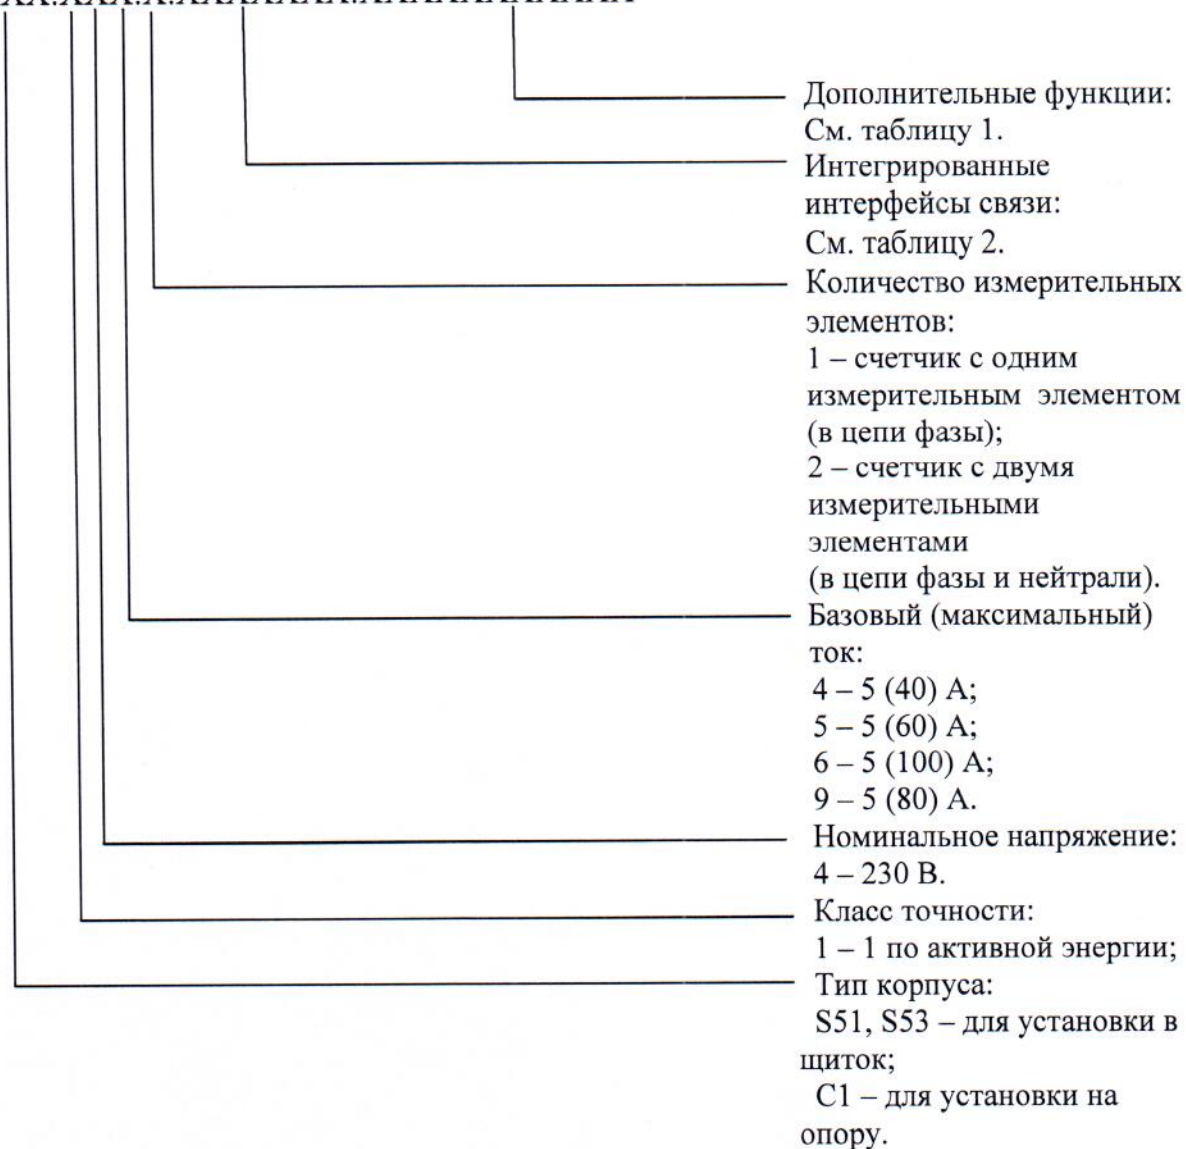 Дополнительные функции:
См. таблицу 1.
Интегрированные
интерфейсы связи:
См. таблицу 2.
Количество измерительных
элементов:
1 – счетчик с одним
измерительным элементом
(в цепи фазы);
2 – счетчик с двумя
измерительными
элементами
(в цепи фазы и нейтрали).
Базовый (максимальный)
ток:
4 – 5 (40) А;
5 – 5 (60) А;
6 – 5 (100) А;
9 – 5 (80) А.
Номинальное напряжение:
4 – 230 В.
Класс точности:
1 – 1 по активной энергии;
Тип корпуса:
S51, S53 – для установки в
щиток;
С1 – для установки на
опору.